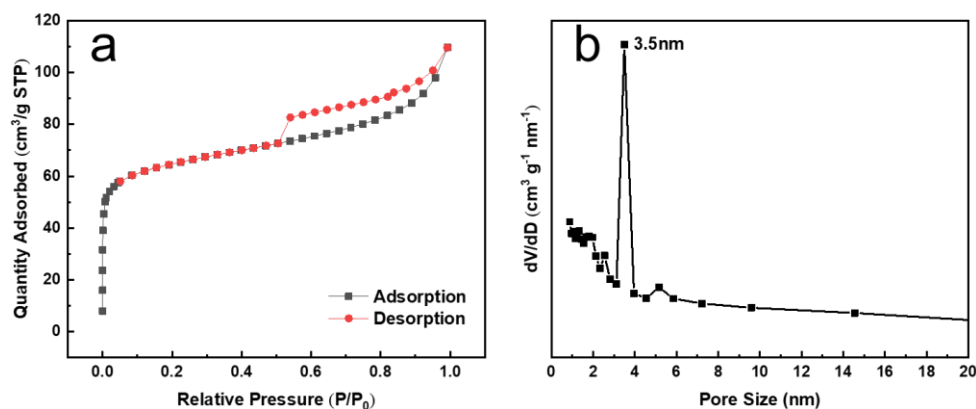 a
120
100
80
60
40
20
0
Quantity Adsorbed (cm³/g STP)
Adsorption
Desorption
0.0 0.2 0.4 0.6 0.8 1.0
Relative Pressure (P/P₀)
b
3.5nm
dV/dD (cm³ g⁻¹ nm⁻¹)
0 2 4 6 8 10 12 14 16 18 20
Pore Size (nm)